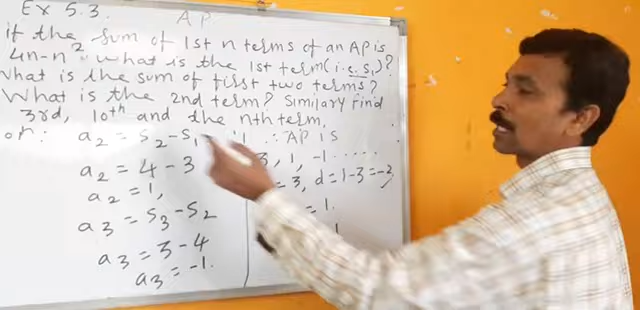 Ex 5.3. AP
if the sum of 1st n terms of an AP is
4n-n². what is the 1st term (i.e. S₁)?
What is the sum of first two terms?
What is the 2nd term? Similary Find
3rd, 10th and the nth term.
or: a₂ = S₂ - S₁ ∴ AP is
a₂ = 4 - 3 3, 1, -1 .....
a₂ = 1, = 3, d = 1-3 = -2
a₃ = S₃ - S₂ = 1.
a₃ = 3 - 4
a₃ = -1.